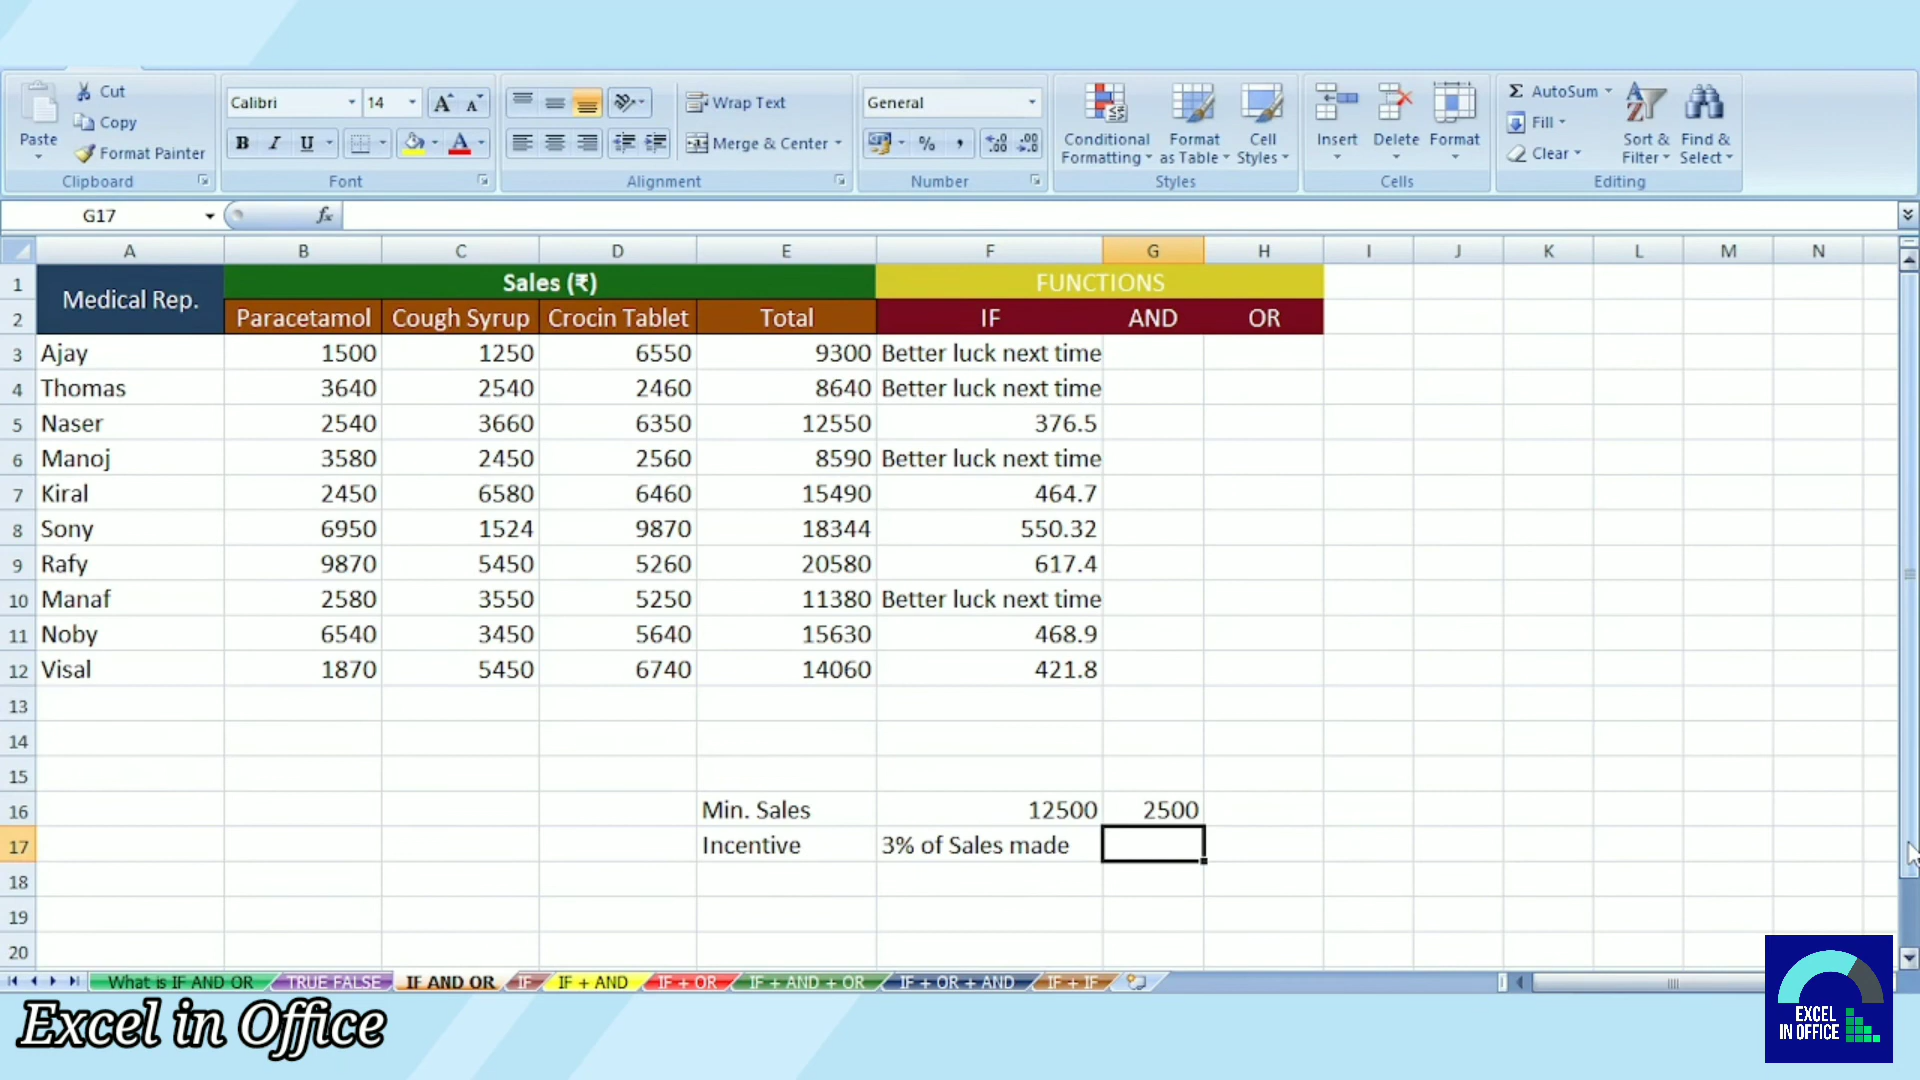 Cut
Calibri 14 Wrap Text General AutoSum
Copy Fill
Paste Conditional Format Cell Insert Delete Format Sort & Find &
B I U Merge & Center % ,
Format Painter Formatting as Table Styles Clear Filter Select
Clipboard Font Alignment Number Styles Cells Editing
G17 fx
A B C D E F G H I J K L M N
1 Medical Rep. Sales (₹) FUNCTIONS
2 Paracetamol Cough Syrup Crocin Tablet Total IF AND OR
3 Ajay 1500 1250 6550 9300 Better luck next time
4 Thomas 3640 2540 2460 8640 Better luck next time
5 Naser 2540 3660 6350 12550 376.5
6 Manoj 3580 2450 2560 8590 Better luck next time
7 Kiral 2450 6580 6460 15490 464.7
8 Sony 6950 1524 9870 18344 550.32
9 Rafy 9870 5450 5260 20580 617.4
10 Manaf 2580 3550 5250 11380 Better luck next time
11 Noby 6540 3450 5640 15630 468.9
12 Visal 1870 5450 6740 14060 421.8
13
14
15
16 Min. Sales 12500 2500
17 Incentive 3% of Sales made
18
19
20
What is IF AND OR TRUE FALSE IF AND OR IF IF + AND IF + OR IF + AND + OR IF + OR + AND IF + IF
Excel in Office
EXCEL
IN OFFICE